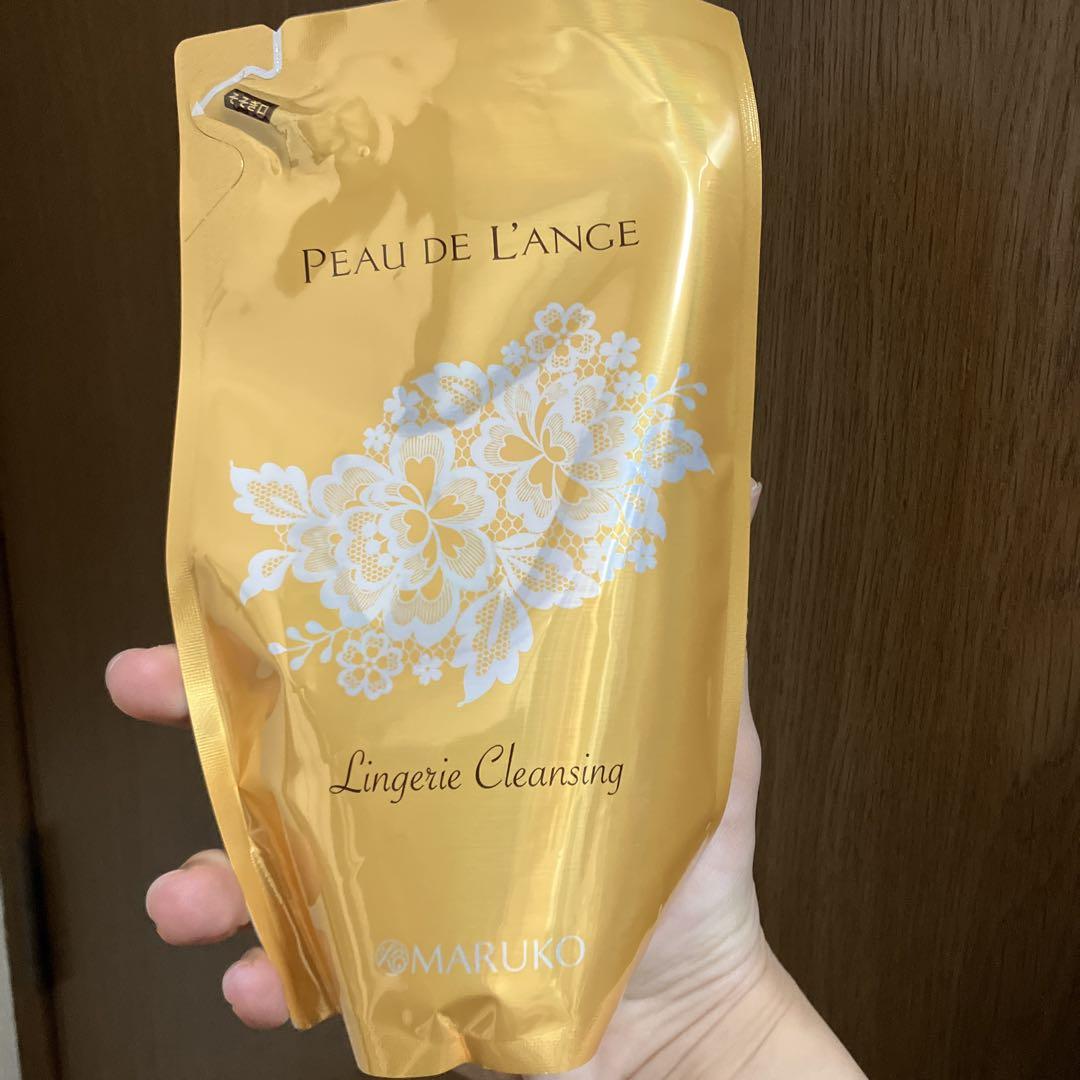 そそぎ口
PEAU DE L'ANGE
Lingerie Cleansing
MARUKO